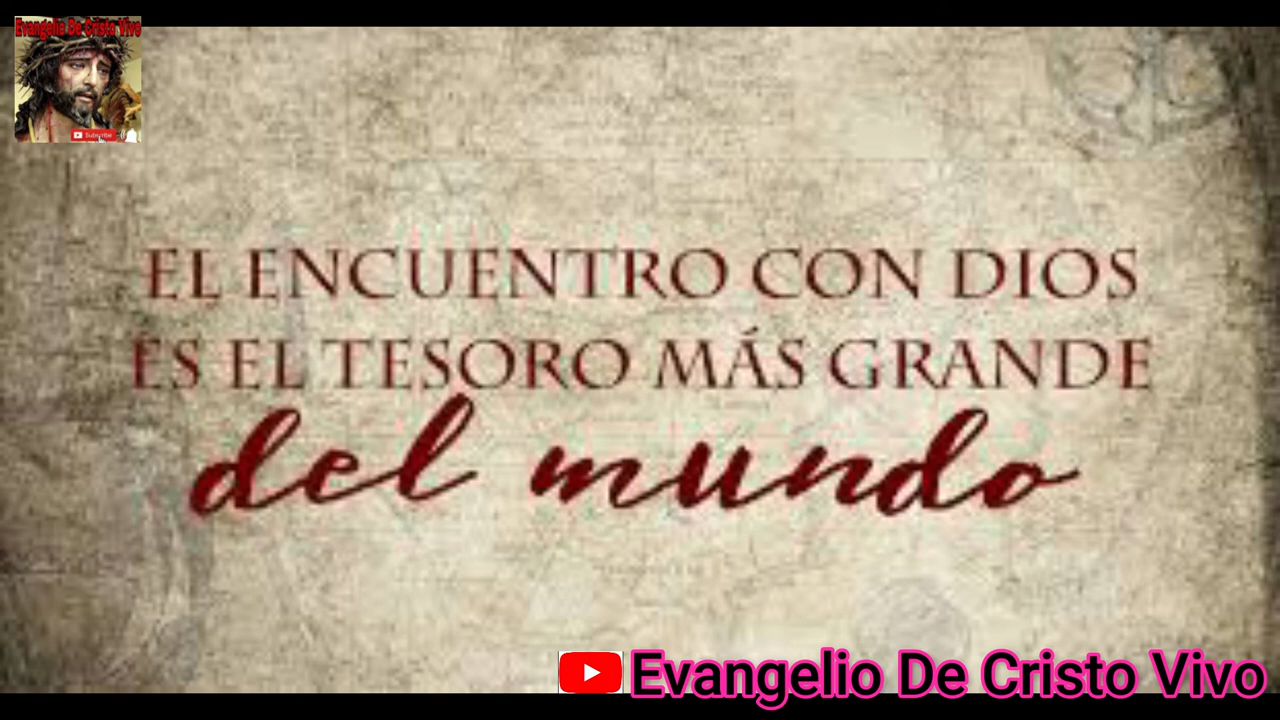 Evangelio De Cristo Vivo
Subscribe
EL ENCUENTRO CON DIOS
ES EL TESORO MÁS GRANDE
del mundo
Evangelio De Cristo Vivo